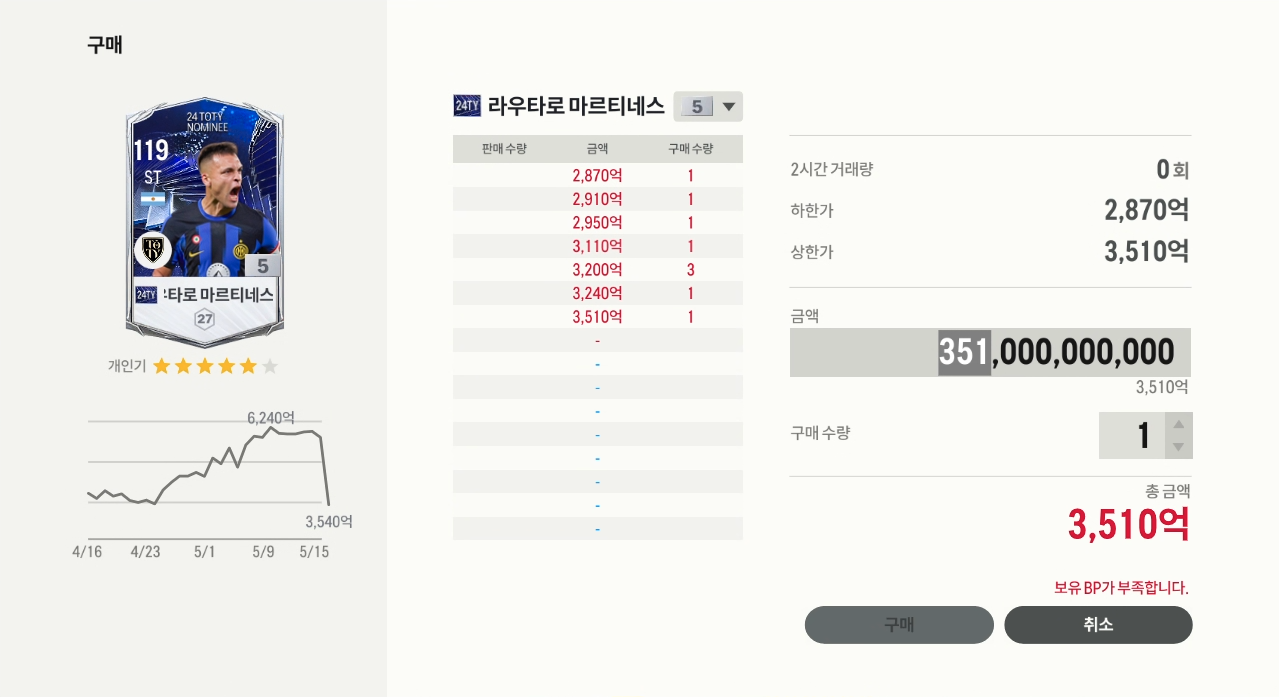 구매
24 TOTY
NOMINEE
119
ST
5
24TY 타로 마르티네스
27
개인기
6,240억
3,540억
4/16 4/23 5/1 5/9 5/15
24TY 라우타로 마르티네스 5
판매 수량 금액 구매 수량
2,870억 1
2,910억 1
2,950억 1
3,110억 1
3,200억 3
3,240억 1
3,510억 1
-
-
-
-
-
-
-
-
-
2시간 거래량 0 회
하한가 2,870억
상한가 3,510억
금액
351,000,000,000
3,510억
구매 수량 1
총 금액
3,510억
보유 BP가 부족합니다.
구매 취소